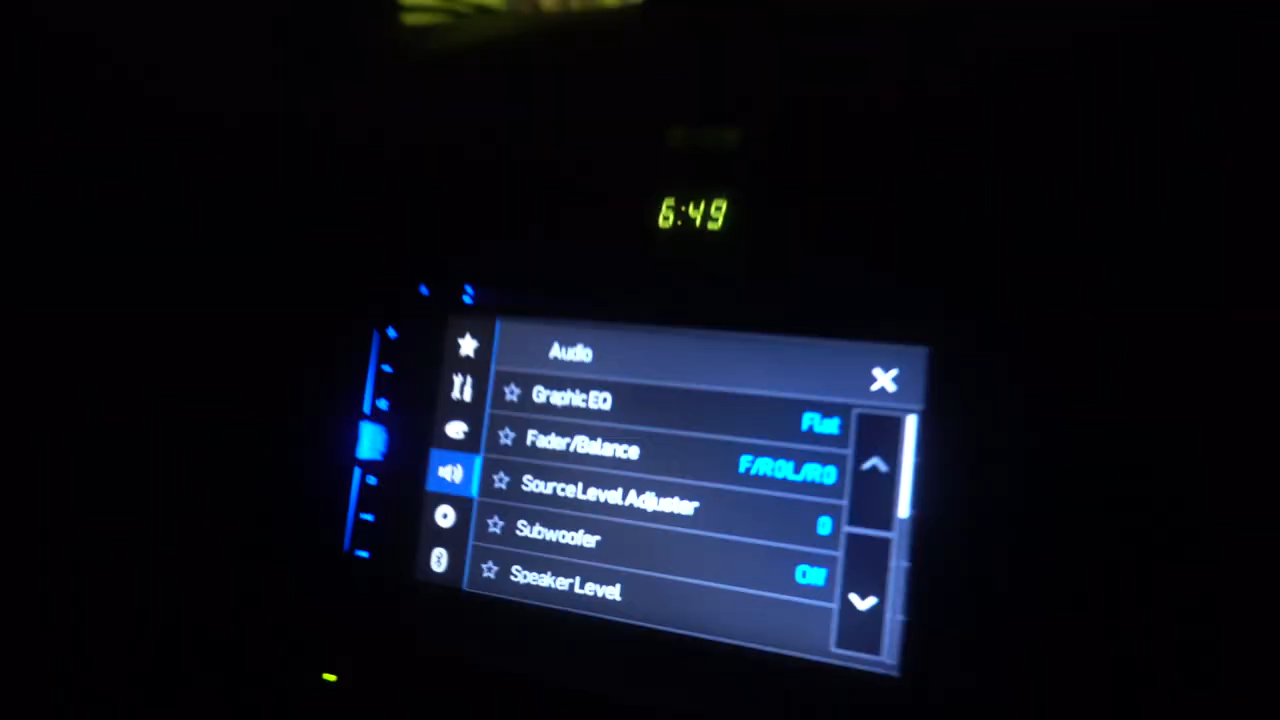 6:49
Audio
Graphic EQ Flat
Fader/Balance F/R0L/R0
Source Level Adjuster 0
Subwoofer Off
Speaker Level